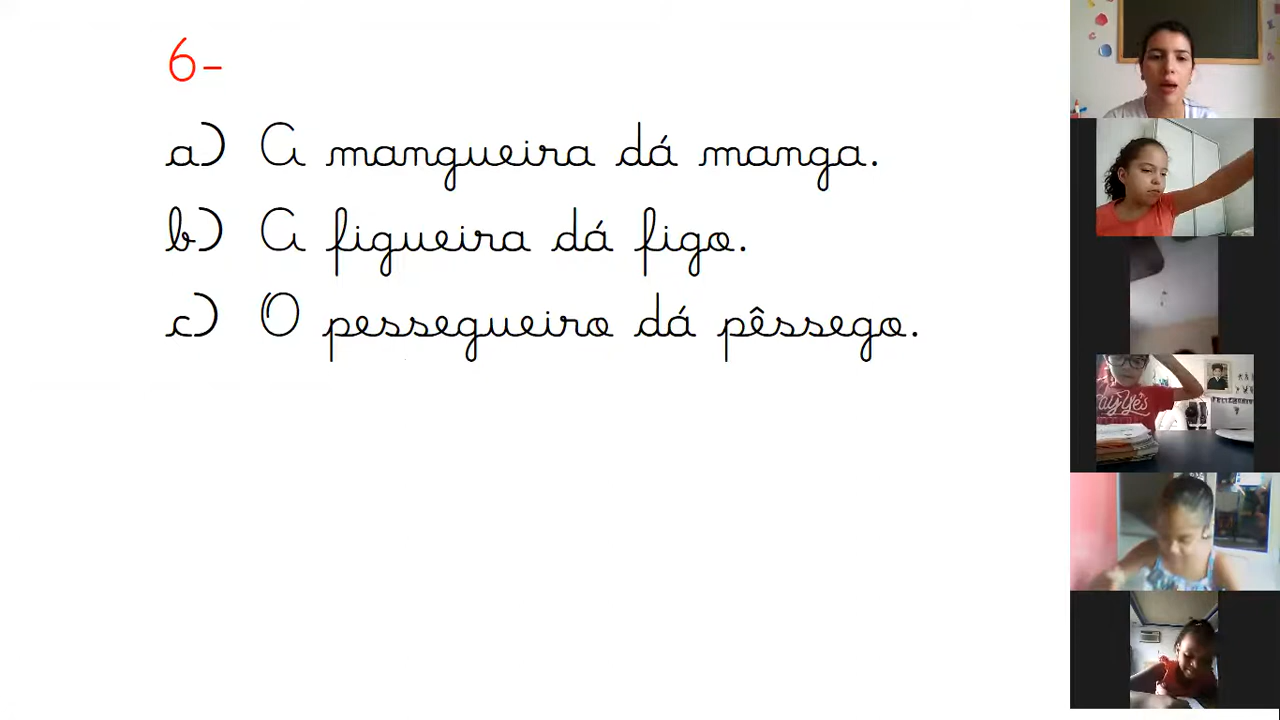 6-
a) A mangueira dá manga.
b) A figueira dá figo.
c) O pessegueiro dá pêssego.